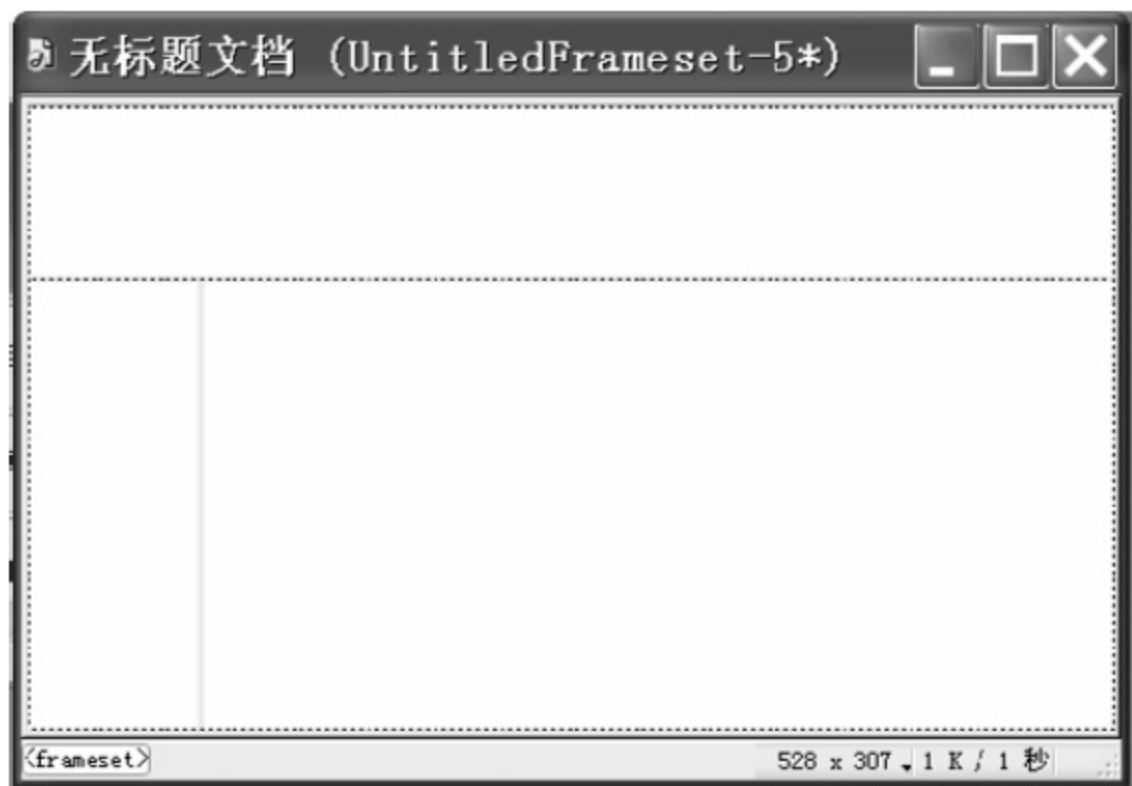 无标题文档 (UntitledFrameset-5*)
<frameset> 528 x 307 1 K / 1 秒